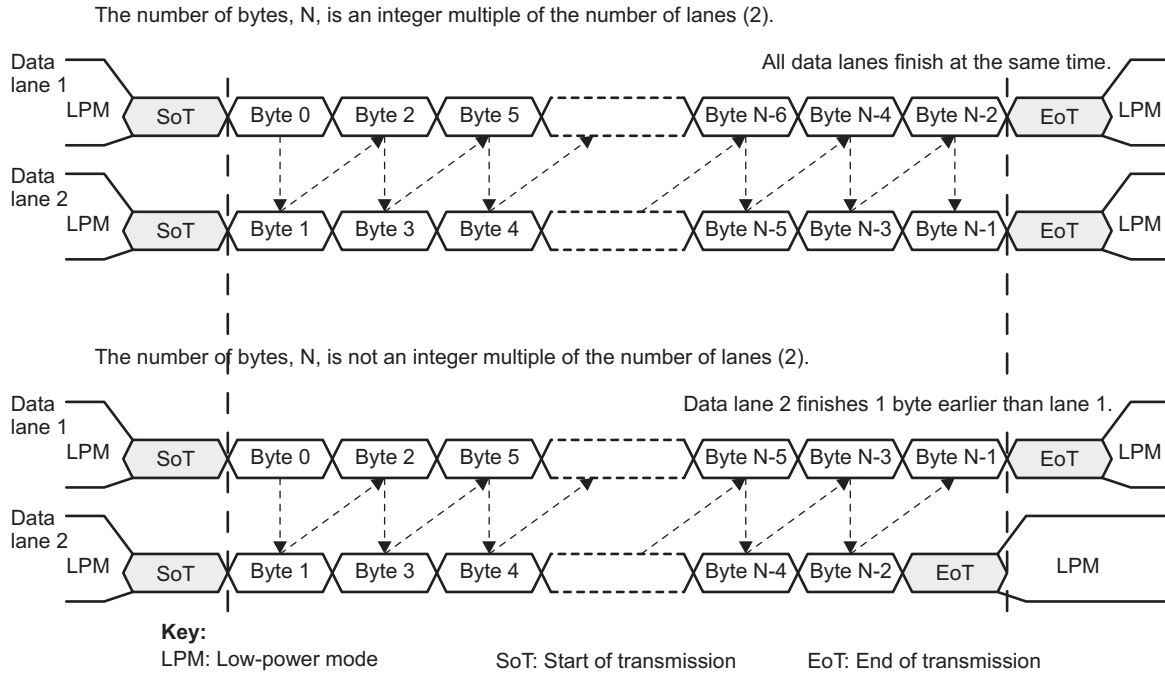 The number of bytes, N, is an integer multiple of the number of lanes (2).
All data lanes finish at the same time.
Data
lane 1
LPM SoT Byte 0 Byte 2 Byte 5 Byte N-6 Byte N-4 Byte N-2 EoT LPM
Data
lane 2
LPM SoT Byte 1 Byte 3 Byte 4 Byte N-5 Byte N-3 Byte N-1 EoT LPM
The number of bytes, N, is not an integer multiple of the number of lanes (2).
Data lane 2 finishes 1 byte earlier than lane 1.
Data
lane 1
LPM SoT Byte 0 Byte 2 Byte 5 Byte N-5 Byte N-3 Byte N-1 EoT LPM
Data
lane 2
LPM SoT Byte 1 Byte 3 Byte 4 Byte N-4 Byte N-2 EoT LPM
Key:
LPM: Low-power mode SoT: Start of transmission EoT: End of transmission